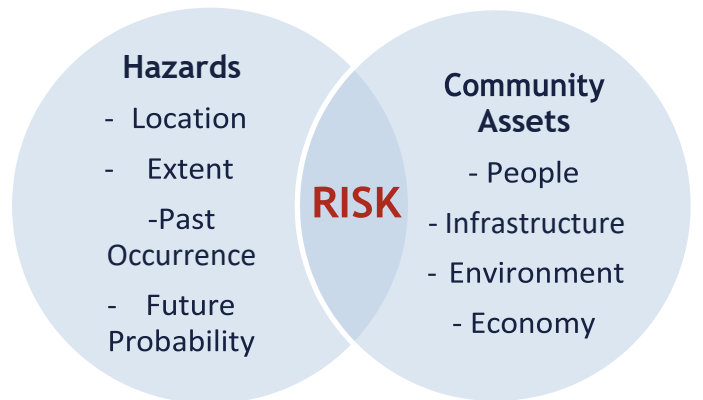 Hazards
- Location
- Extent
-Past
Occurrence
- Future
Probability
RISK
Community
Assets
- People
- Infrastructure
- Environment
- Economy